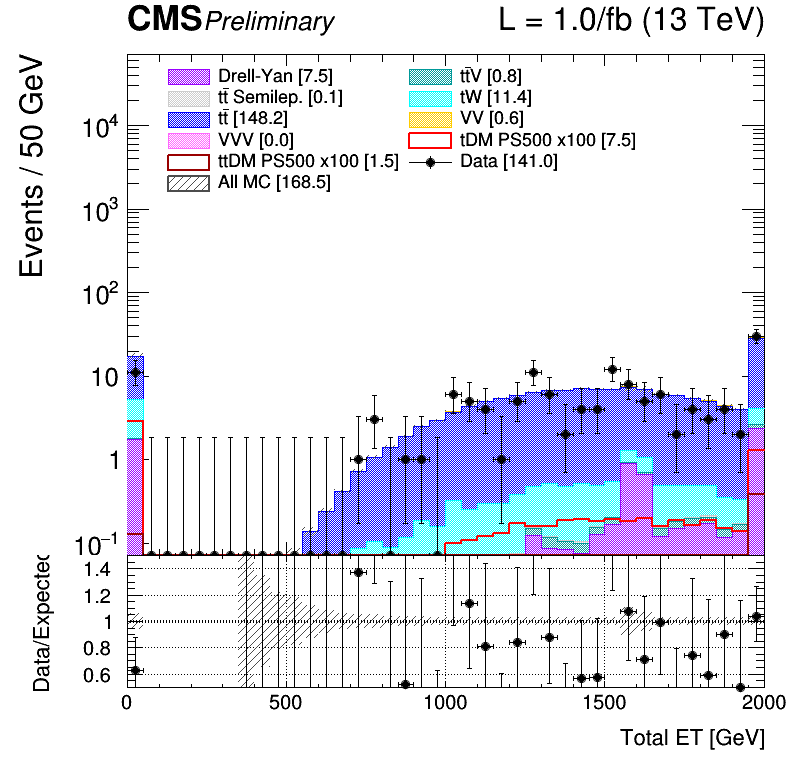 CMS Preliminary L = 1.0/fb (13 TeV)
Events / 50 GeV
Drell-Yan [7.5]
tt̄V [0.8]
tt̄ Semilep. [0.1]
tW [11.4]
tt̄ [148.2]
VV [0.6]
VVV [0.0]
tDM PS500 x100 [7.5]
ttDM PS500 x100 [1.5]
Data [141.0]
All MC [168.5]
10⁴
10³
10²
10
1
10⁻¹
Data/Expected
1.4
1.2
1
0.8
0.6
0 500 1000 1500 2000
Total ET [GeV]